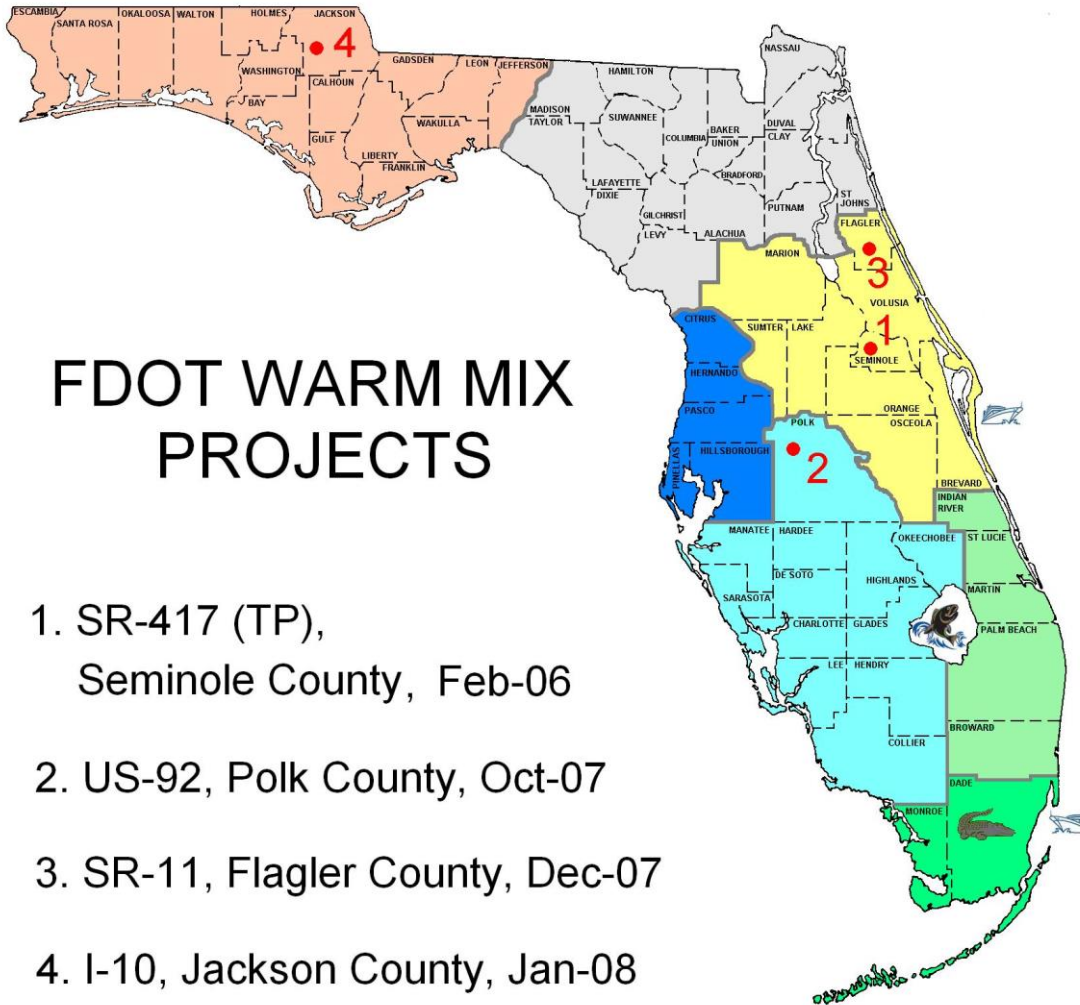 ESCAMBIA
SANTA ROSA
OKALOOSA
WALTON
HOLMES
JACKSON
4
WASHINGTON
BAY
CALHOUN
GADSDEN
LEON
JEFFERSON
GULF
WAKULLA
LIBERTY
FRANKLIN
NASSAU
HAMILTON
MADISON
TAYLOR
SUWANNEE
COLUMBIA
BAKER
UNION
DUVAL
CLAY
BRADFORD
LAFAYETTE
DIXIE
GILCHRIST
LEVY
ALACHUA
PUTNAM
ST
JOHNS
FLAGLER
3
MARION
VOLUSIA
1
CITRUS
SUMTER
LAKE
SEMINOLE
HERNANDO
PASCO
ORANGE
OSCEOLA
POLK
2
HILLSBOROUGH
PINELLAS
BREVARD
INDIAN
RIVER
MANATEE
HARDEE
OKEECHOBEE
ST LUCIE
DE SOTO
HIGHLANDS
SARASOTA
MARTIN
CHARLOTTE
GLADES
PALM BEACH
LEE
HENDRY
COLLIER
BROWARD
DADE
MONROE
FDOT WARM MIX
PROJECTS
1. SR-417 (TP),
Seminole County, Feb-06
2. US-92, Polk County, Oct-07
3. SR-11, Flagler County, Dec-07
4. I-10, Jackson County, Jan-08